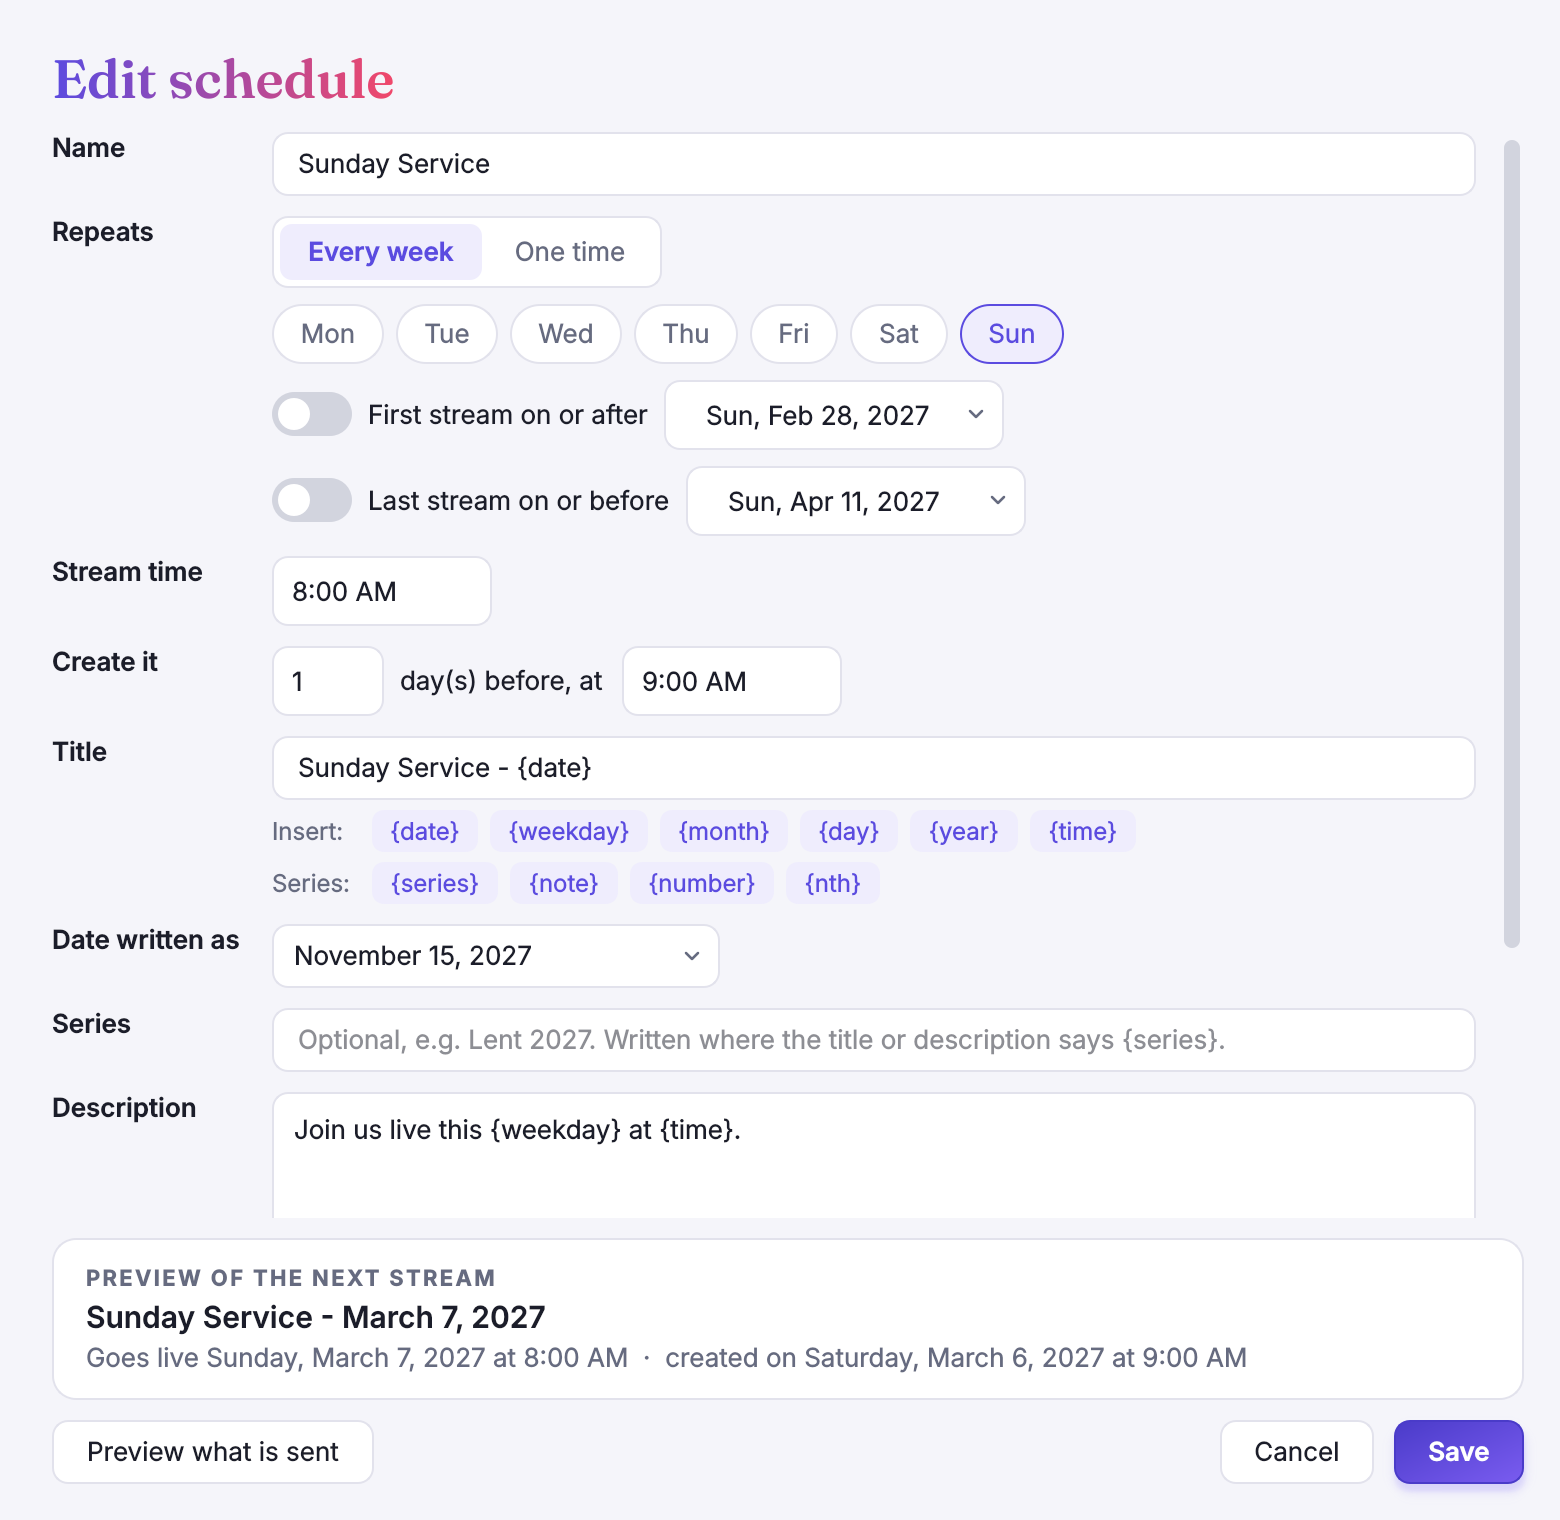 Edit schedule
Name
Sunday Service
Repeats
Every week One time
Mon Tue Wed Thu Fri Sat Sun
First stream on or after Sun, Feb 28, 2027
Last stream on or before Sun, Apr 11, 2027
Stream time
8:00 AM
Create it
1 day(s) before, at 9:00 AM
Title
Sunday Service - {date}
Insert: {date} {weekday} {month} {day} {year} {time}
Series: {series} {note} {number} {nth}
Date written as
November 15, 2027
Series
Optional, e.g. Lent 2027. Written where the title or description says {series}.
Description
Join us live this {weekday} at {time}.
PREVIEW OF THE NEXT STREAM
Sunday Service - March 7, 2027
Goes live Sunday, March 7, 2027 at 8:00 AM · created on Saturday, March 6, 2027 at 9:00 AM
Preview what is sent Cancel Save